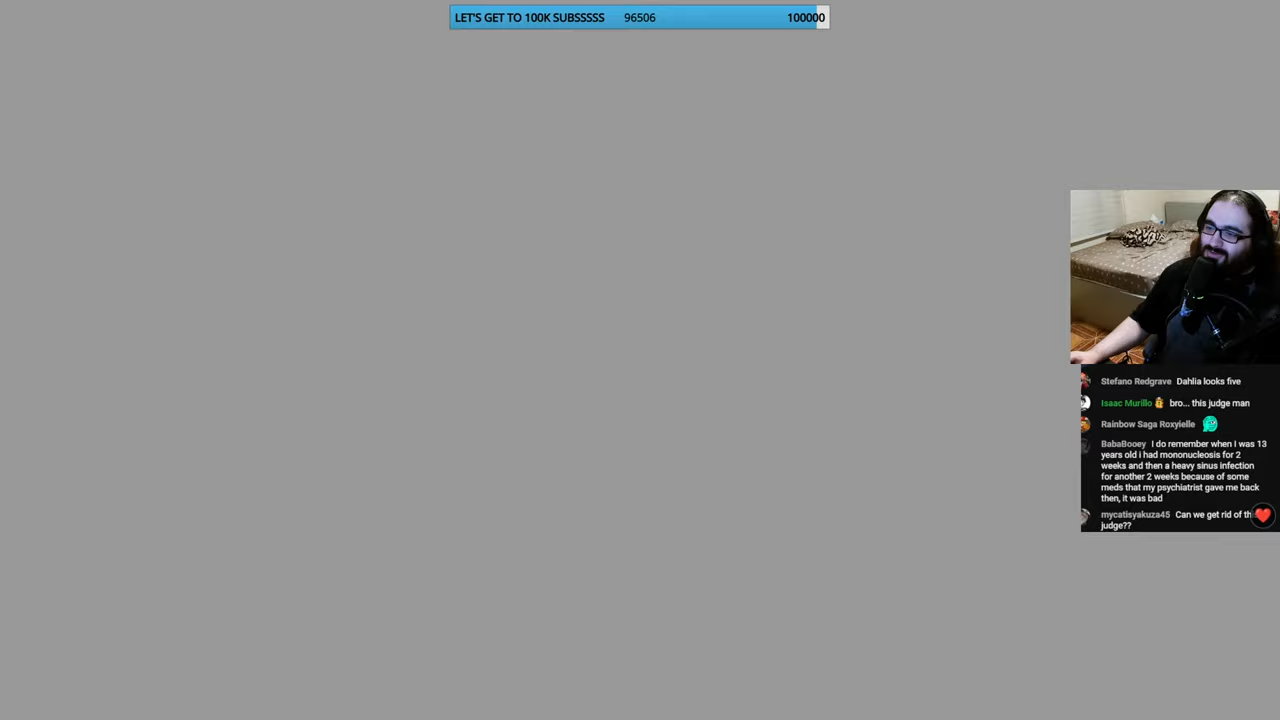 LET'S GET TO 100K SUBSSSSS 96506 100000
Stefano Redgrave Dahlia looks five
Isaac Murillo bro... this judge man
Rainbow Saga Roxyielle
BabaBooey I do remember when I was 13
years old i had mononucleosis for 2
weeks and then a heavy sinus infection
for another 2 weeks because of some
meds that my psychiatrist gave me back
then, it was bad
mycatisyakuza45 Can we get rid of
judge??